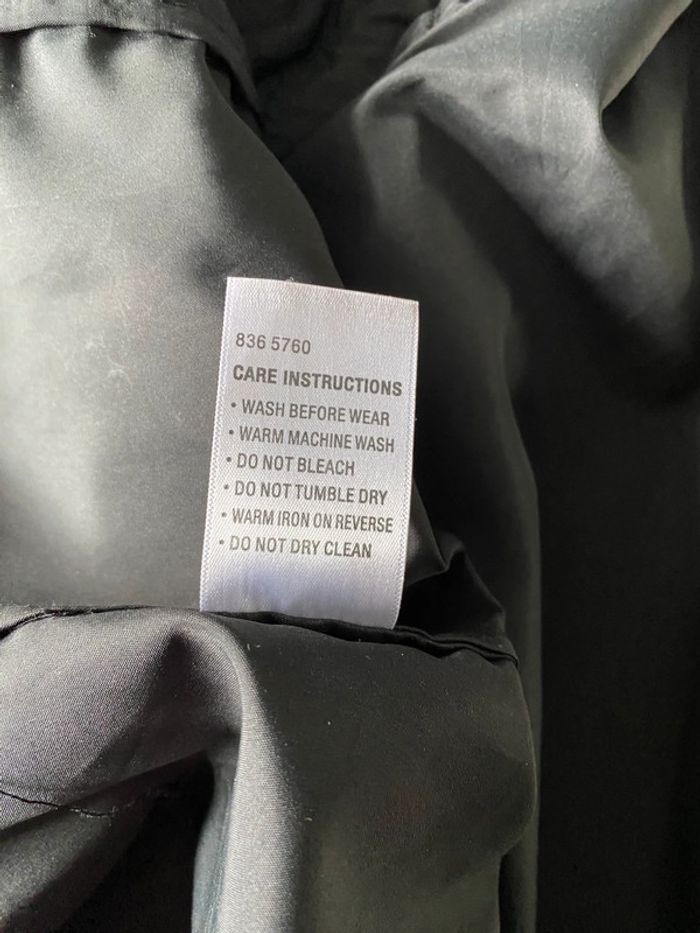 836 5760
CARE INSTRUCTIONS
• WASH BEFORE WEAR
• WARM MACHINE WASH
• DO NOT BLEACH
• DO NOT TUMBLE DRY
• WARM IRON ON REVERSE
• DO NOT DRY CLEAN